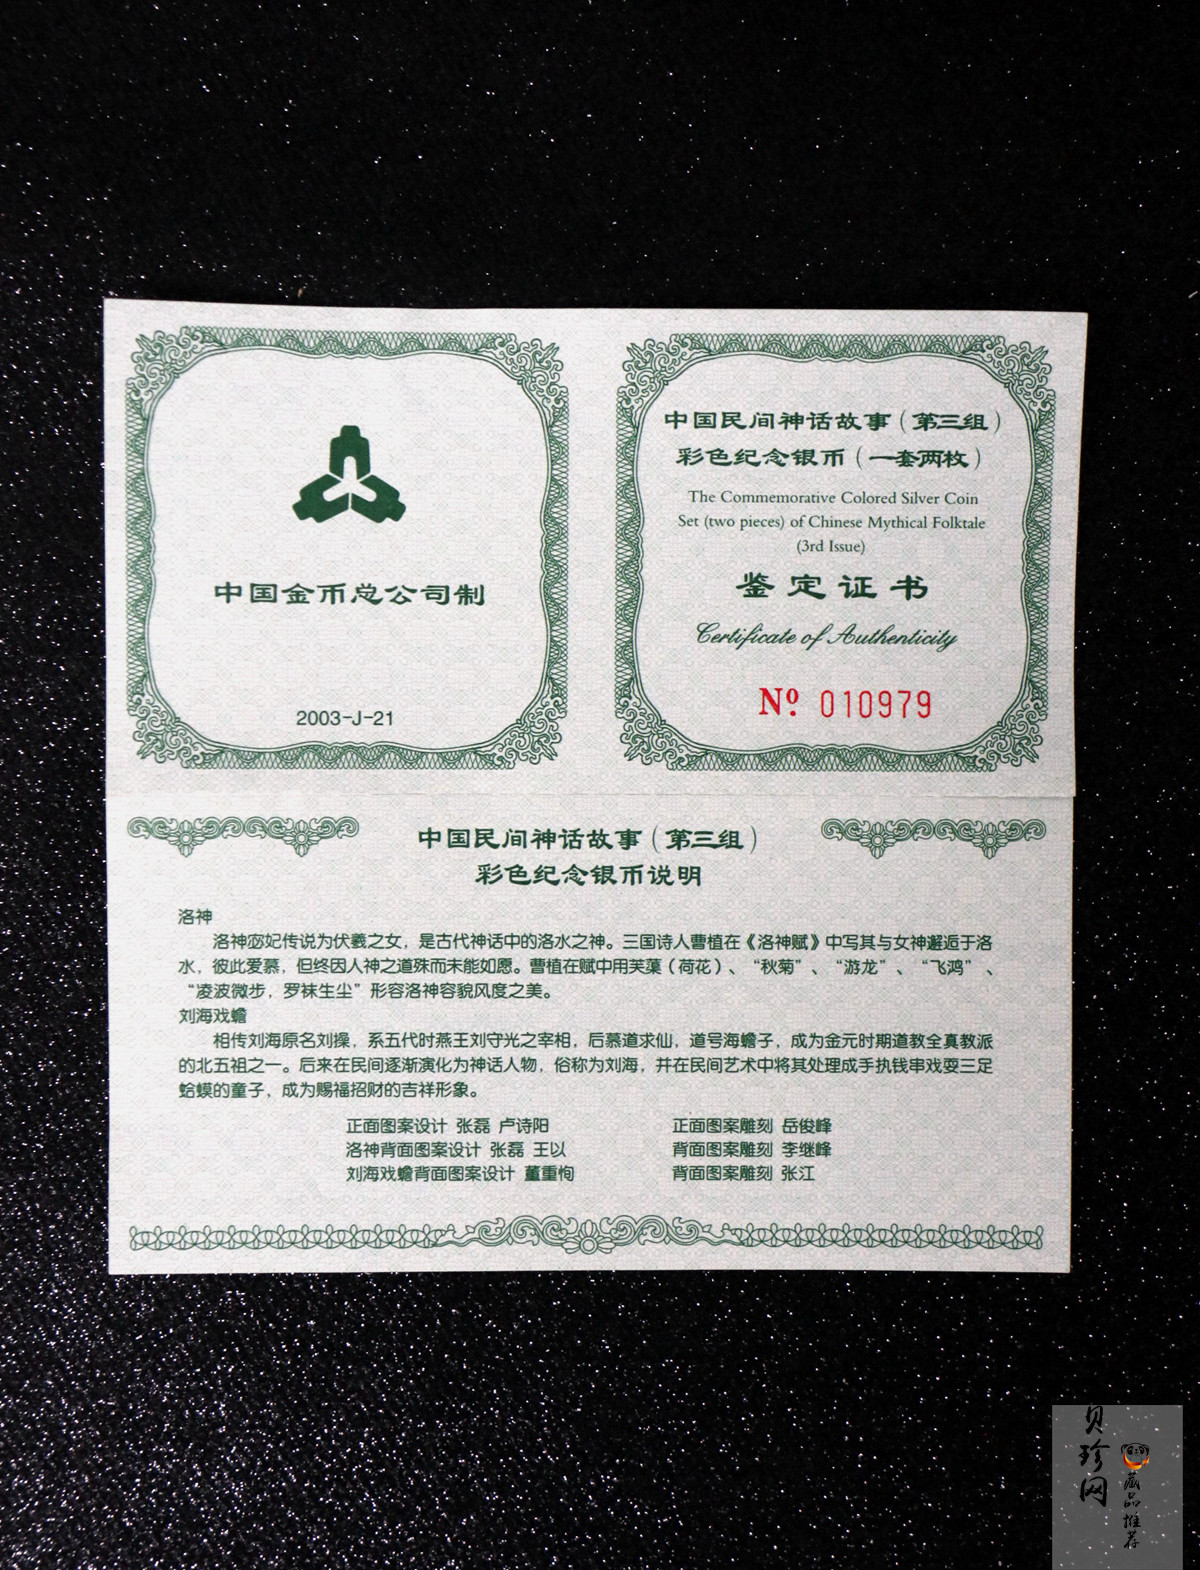 中国金币总公司制
2003-J-21
中国民间神话故事（第三组）
彩色纪念银币（一套两枚）
The Commemorative Colored Silver Coin
Set (two pieces) of Chinese Mythical Folktale
(3rd Issue)
鉴定证书
Certificate of Authenticity
Nº 010979
中国民间神话故事（第三组）
彩色纪念银币说明
洛神
洛神宓妃传说为伏羲之女，是古代神话中的洛水之神。三国诗人曹植在《洛神赋》中写其与女神邂逅于洛
水，彼此爱慕，但终因人神之道殊而未能如愿。曹植在赋中用芙蕖（荷花）、“秋菊”、“游龙”、“飞鸿”、
“凌波微步，罗袜生尘”形容洛神容貌风度之美。
刘海戏蟾
相传刘海原名刘操，系五代时燕王刘守光之宰相，后慕道求仙，道号海蟾子，成为金元时期道教全真教派
的北五祖之一。后来在民间逐渐演化为神话人物，俗称为刘海，并在民间艺术中将其处理成手执钱串戏耍三足
蛤蟆的童子，成为赐福招财的吉祥形象。
正面图案设计 张磊 卢诗阳
洛神背面图案设计 张磊 王以
刘海戏蟾背面图案设计 董重恂
正面图案雕刻 岳俊峰
背面图案雕刻 李继峰
背面图案雕刻 张江
贝珍网
藏品推荐